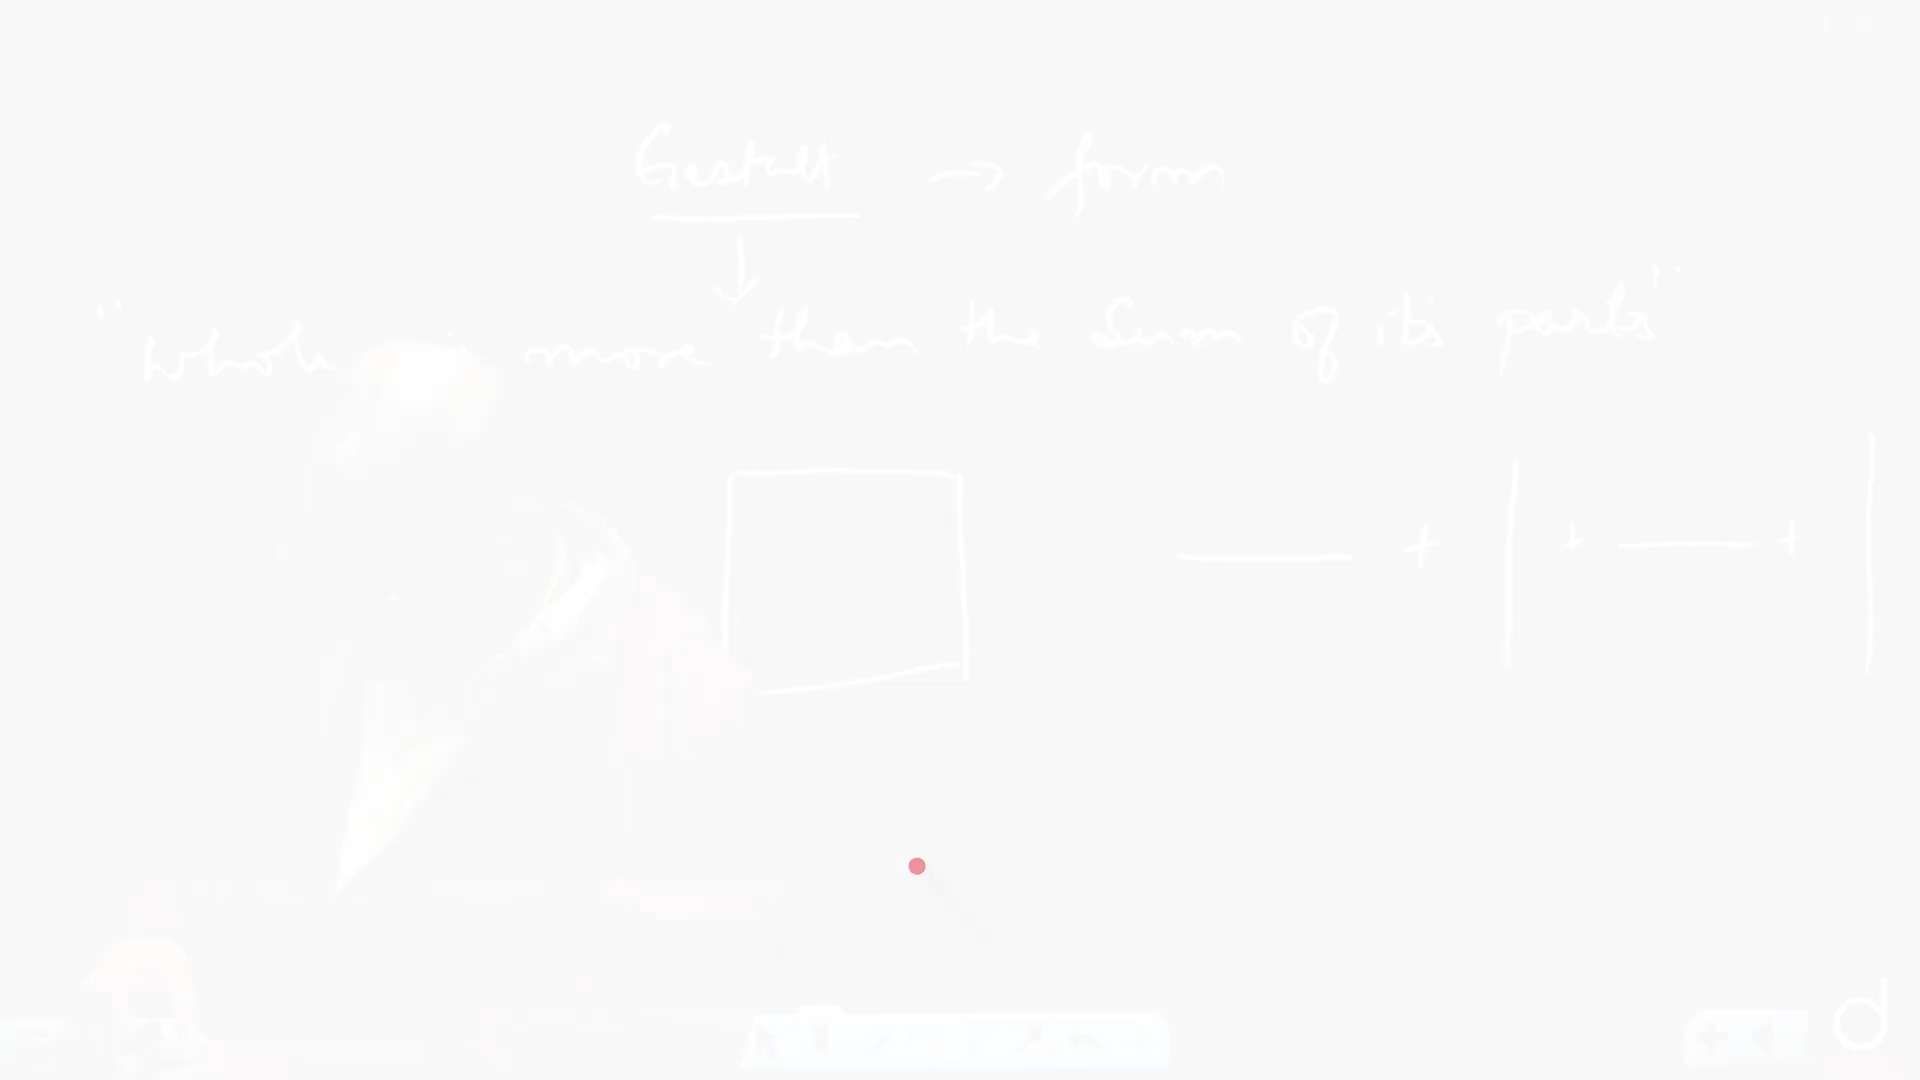 Gestalt → form
"whole more than the sum of its parts"
— + | + — + |
d